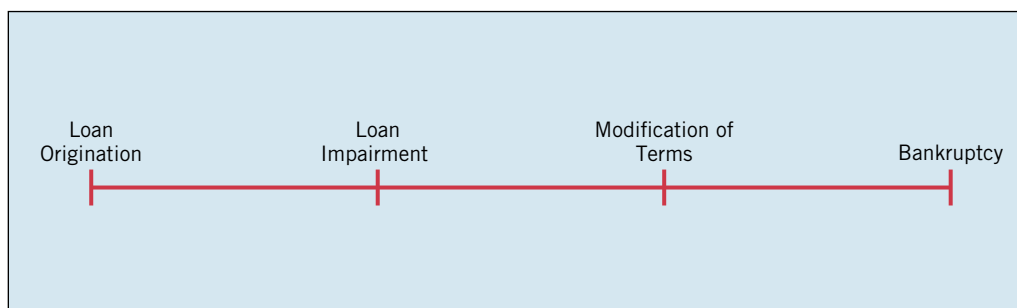 Loan
Origination
Loan
Impairment
Modification of
Terms
Bankruptcy